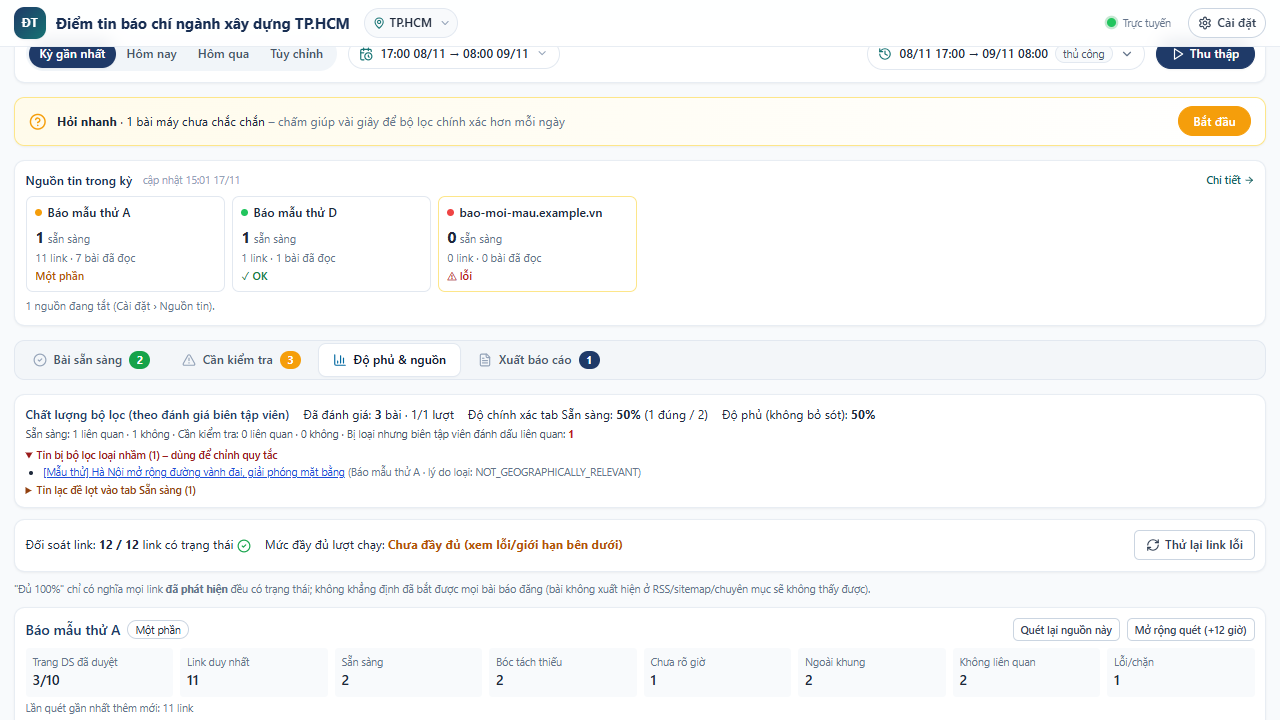 ĐT Điểm tin báo chí ngành xây dựng TP.HCM TP.HCM Trực tuyến Cài đặt
Kỳ gần nhất Hôm nay Hôm qua Tùy chỉnh 17:00 08/11 → 08:00 09/11 08/11 17:00 → 09/11 08:00 thủ công Thu thập
Hỏi nhanh · 1 bài máy chưa chắc chắn – chấm giúp vài giây để bộ lọc chính xác hơn mỗi ngày Bắt đầu
Nguồn tin trong kỳ cập nhật 15:01 17/11 Chi tiết →
Báo mẫu thử A
1 sẵn sàng
11 link · 7 bài đã đọc
Một phần
Báo mẫu thử D
1 sẵn sàng
1 link · 1 bài đã đọc
✓ OK
bao-moi-mau.example.vn
0 sẵn sàng
0 link · 0 bài đã đọc
⚠ lỗi
1 nguồn đang tắt (Cài đặt › Nguồn tin).
Bài sẵn sàng 2 Cần kiểm tra 3 Độ phủ & nguồn Xuất báo cáo 1
Chất lượng bộ lọc (theo đánh giá biên tập viên) Đã đánh giá: 3 bài · 1/1 lượt Độ chính xác tab Sẵn sàng: 50% (1 đúng / 2) Độ phủ (không bỏ sót): 50%
Sẵn sàng: 1 liên quan · 1 không · Cần kiểm tra: 0 liên quan · 0 không · Bị loại nhưng biên tập viên đánh dấu liên quan: 1
▼ Tin bị bộ lọc loại nhầm (1) – dùng để chỉnh quy tắc
• [Mẫu thử] Hà Nội mở rộng đường vành đai, giải phóng mặt bằng (Báo mẫu thử A · lý do loại: NOT_GEOGRAPHICALLY_RELEVANT)
▶ Tin lạc đề lọt vào tab Sẵn sàng (1)
Đối soát link: 12 / 12 link có trạng thái Mức đầy đủ lượt chạy: Chưa đầy đủ (xem lỗi/giới hạn bên dưới) Thử lại link lỗi
"Đủ 100%" chỉ có nghĩa mọi link đã phát hiện đều có trạng thái; không khẳng định đã bắt được mọi bài báo đăng (bài không xuất hiện ở RSS/sitemap/chuyên mục sẽ không thấy được).
Báo mẫu thử A Một phần Quét lại nguồn này Mở rộng quét (+12 giờ)
Trang DS đã duyệt Link duy nhất Sẵn sàng Bóc tách thiếu Chưa rõ giờ Ngoài khung Không liên quan Lỗi/chặn
3/10 11 2 2 1 2 2 1
Lần quét gần nhất thêm mới: 11 link